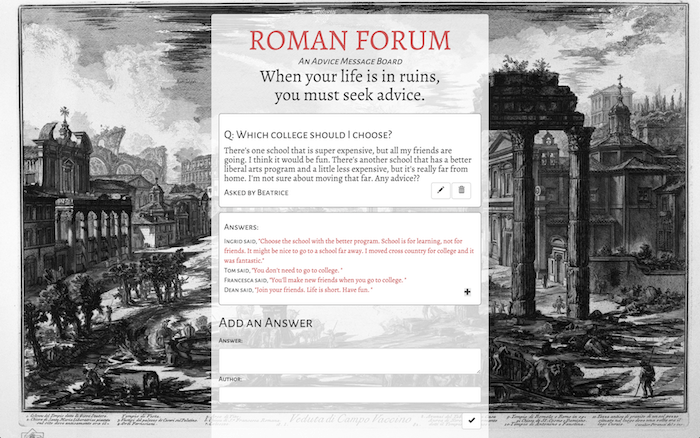 ROMAN FORUM
An Advice Message Board
When your life is in ruins,
you must seek advice.
Q: Which college should I choose?
There's one school that is super expensive, but all my friends are
going. I think it would be fun. There's another school that has a better
liberal arts program and a little less expensive, but it's really far from
home. I'm not sure about moving that far. Any advice??
Asked by Beatrice
Answers:
Ingrid said, "Choose the school with the better program. School is for learning, not for
friends. It might be nice to go to a school far away. I moved cross country for college and it
was fantastic."
Tom said, "You don't need to go to college. "
Francesca said, "You'll make new friends when you go to college. "
Dean said, "Join your friends. Life is short. Have fun. "
Add an Answer
Answer:
Author:
Veduta di Campo Vaccino